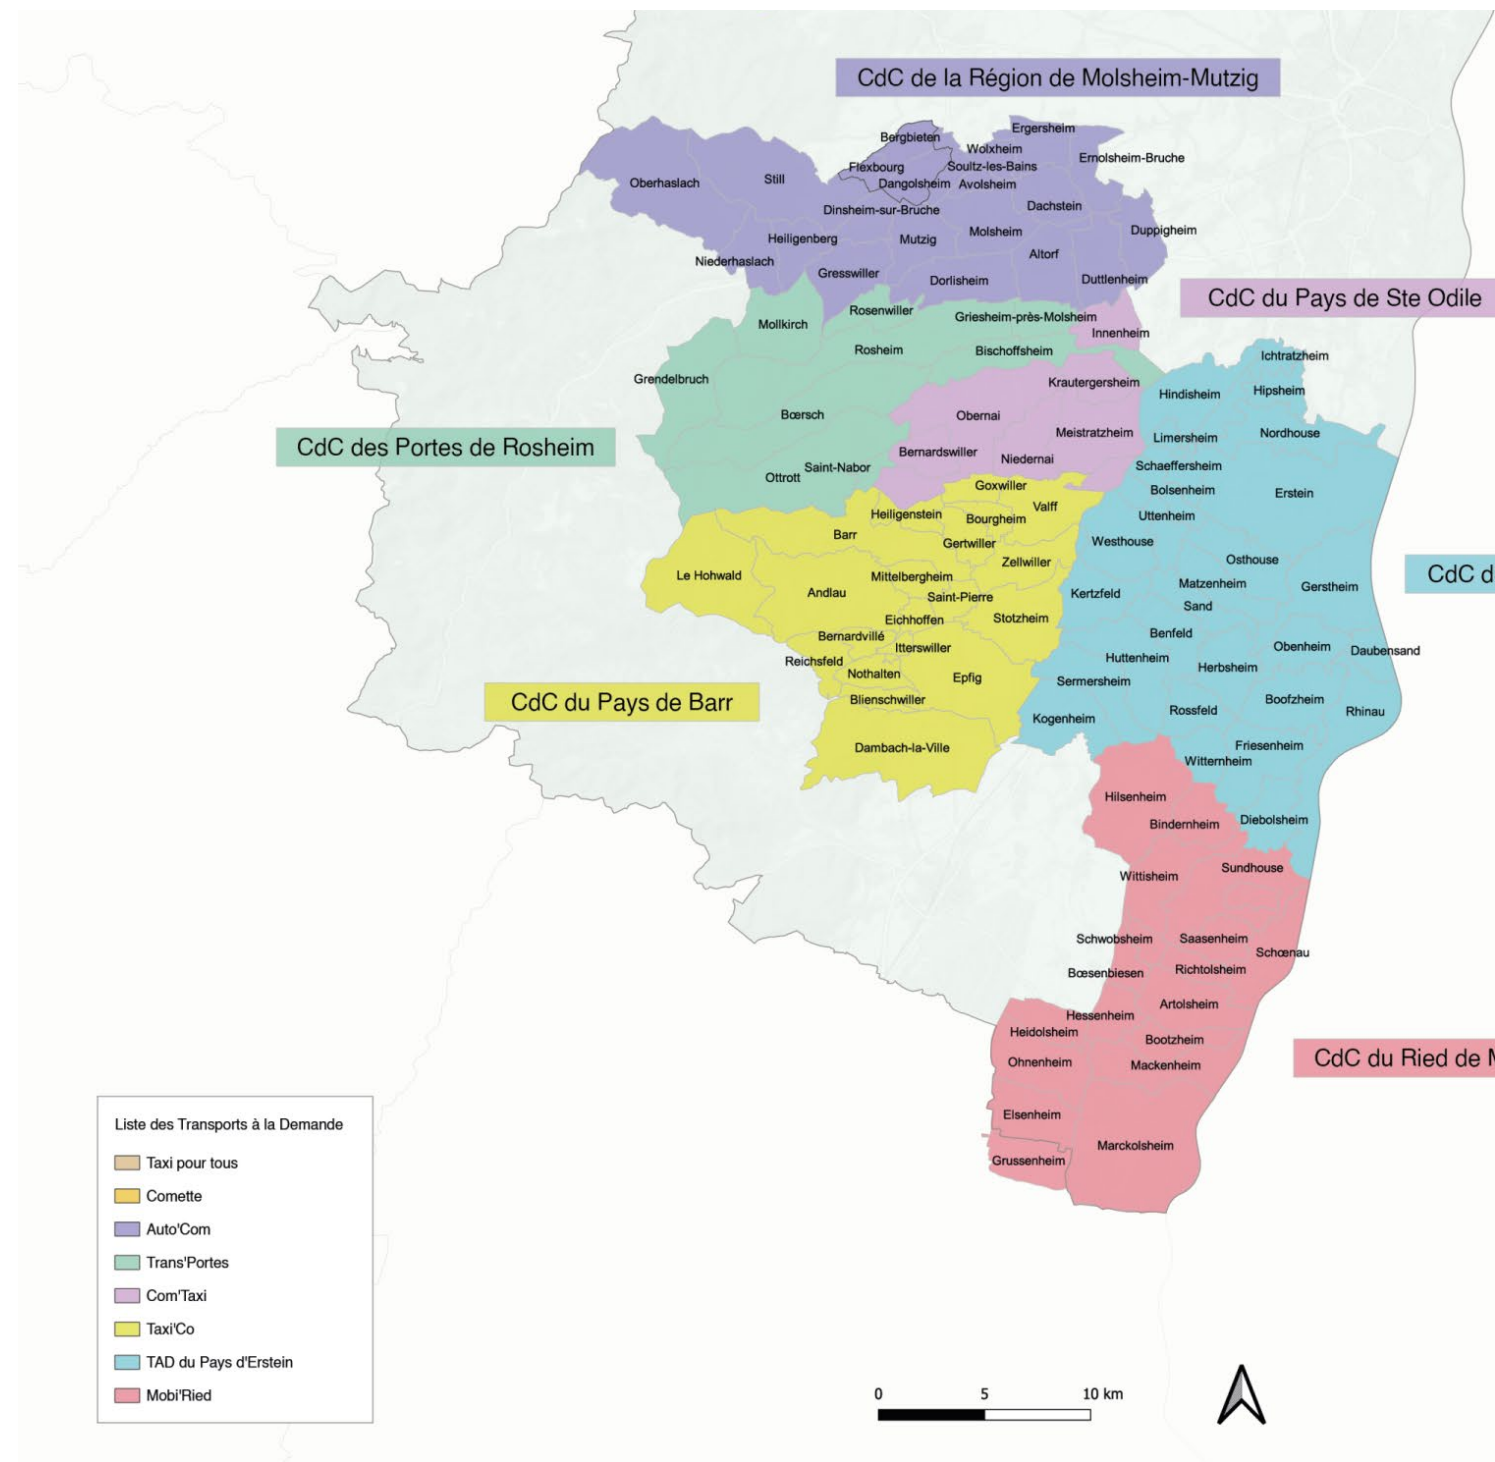 CdC de la Région de Molsheim-Mutzig
Ergersheim
Bergbieten
Wolxheim
Ernolsheim-Bruche
Flexbourg
Soultz-les-Bains
Still
Oberhaslach
Dangolsheim
Avolsheim
Dachstein
Dinsheim-sur-Bruche
Duppigheim
Molsheim
Heiligenberg
Mutzig
Altorf
Niederhaslach
Gresswiller
Dorlisheim
Duttlenheim
CdC du Pays de Ste Odile
Rosenwiller
Griesheim-près-Molsheim
Mollkirch
Innenheim
Rosheim
Bischoffsheim
Ichtratzheim
Grendelbruch
Krautergersheim
Hindisheim
Hipsheim
Bœrsch
Obernai
Meistratzheim
Limersheim
Nordhouse
CdC des Portes de Rosheim
Bernardswiller
Niedernai
Saint-Nabor
Schaeffersheim
Ottrott
Goxwiller
Bolsenheim
Erstein
Valff
Heiligenstein
Bourgheim
Uttenheim
Barr
Gertwiller
Westhouse
Zellwiller
Osthouse
Le Hohwald
Mittelbergheim
CdC d
Matzenheim
Gerstheim
Andlau
Saint-Pierre
Kertzfeld
Sand
Eichhoffen
Stotzheim
Bernardvillé
Benfeld
Itterswiller
Obenheim
Daubensand
Reichsfeld
Huttenheim
Herbsheim
Nothalten
Epfig
Sermersheim
CdC du Pays de Barr
Blienschwiller
Boofzheim
Rossfeld
Rhinau
Kogenheim
Dambach-la-Ville
Friesenheim
Witternheim
Hilsenheim
Bindernheim
Diebolsheim
Wittisheim
Sundhouse
Schwobsheim
Saasenheim
Schœnau
Bœsenbiesen
Richtolsheim
Artolsheim
Hessenheim
Heidolsheim
Bootzheim
CdC du Ried de M
Ohnenheim
Mackenheim
Elsenheim
Marckolsheim
Grussenheim
Liste des Transports à la Demande
Taxi pour tous
Comette
Auto'Com
Trans'Portes
Com'Taxi
Taxi'Co
TAD du Pays d'Erstein
Mobi'Ried
0 5 10 km